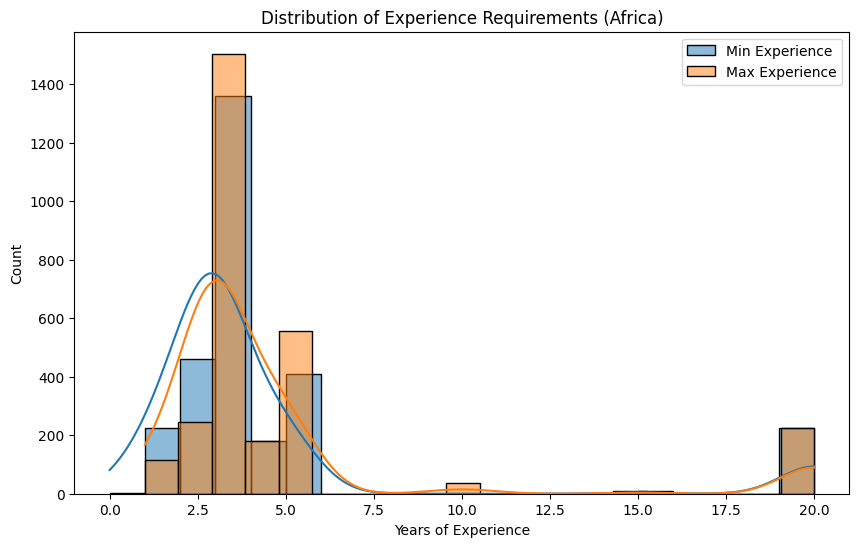 Distribution of Experience Requirements (Africa)
Min Experience
Max Experience
1400
1200
1000
800
600
400
200
0
Count
0.0 2.5 5.0 7.5 10.0 12.5 15.0 17.5 20.0
Years of Experience